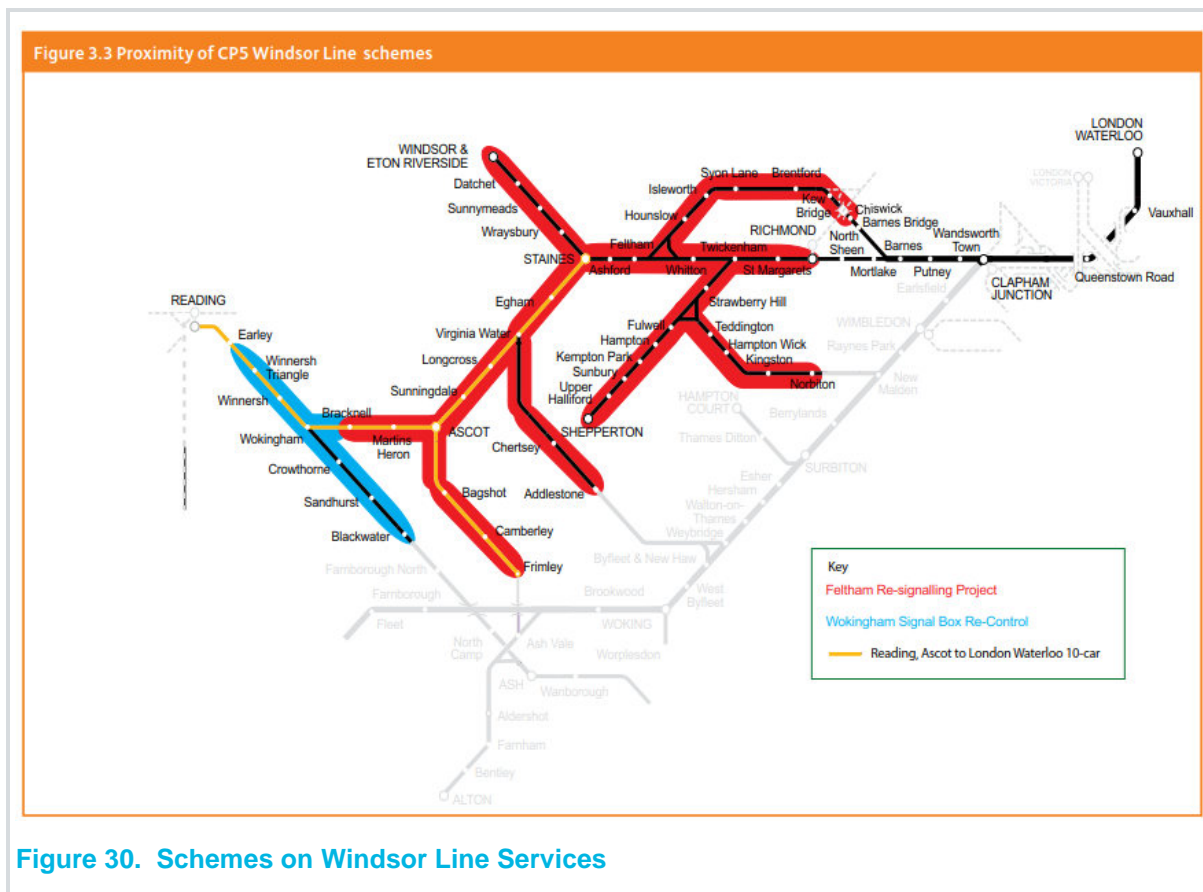 Figure 3.3 Proximity of CP5 Windsor Line schemes
LONDON
WATERLOO
WINDSOR &
ETON RIVERSIDE
Datchet
Sunnymeads
Wraysbury
STAINES
Syon Lane
Brentford
Isleworth
Hounslow
Kew
Bridge
Chiswick
Barnes Bridge
LONDON
VICTORIA
Vauxhall
Feltham
Ashford
Whitton
Twickenham
St Margarets
RICHMOND
North
Sheen
Mortlake
Barnes
Putney
Wandsworth
Town
CLAPHAM
JUNCTION
Queenstown Road
Earlsfield
WIMBLEDON
Raynes Park
New
Malden
READING
Earley
Winnersh
Triangle
Winnersh
Wokingham
Bracknell
Martins
Heron
ASCOT
Sunningdale
Longcross
Virginia Water
Egham
Strawberry Hill
Fulwell
Hampton
Kempton Park
Sunbury
Upper
Halliford
SHEPPERTON
Teddington
Hampton Wick
Kingston
Norbiton
HAMPTON
COURT
Berrylands
Thames Ditton
SURBITON
Esher
Hersham
Walton-on-
Thames
Weybridge
Crowthorne
Sandhurst
Blackwater
Bagshot
Camberley
Frimley
Chertsey
Addlestone
Byfleet & New Haw
West
Byfleet
Farnborough North
Farnborough
Fleet
Brookwood
WOKING
Worplesdon
North
Camp
Ash Vale
ASH
Wanborough
Aldershot
Farnham
Bentley
ALTON
Key
Feltham Re-signalling Project
Wokingham Signal Box Re-Control
Reading, Ascot to London Waterloo 10-car
Figure 30. Schemes on Windsor Line Services